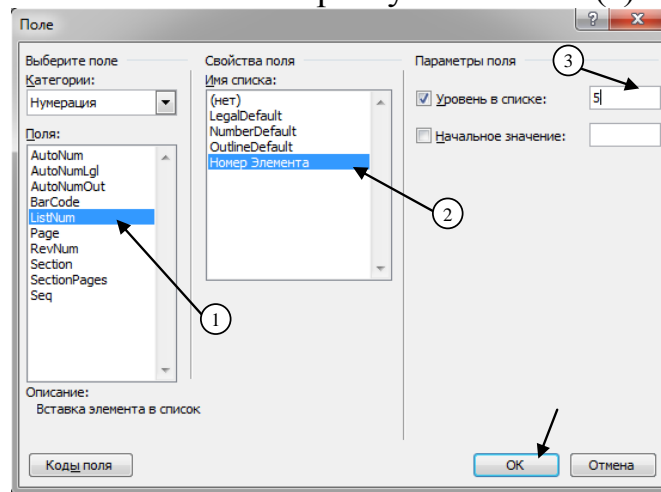 Поле
Выберите поле
Категории:
Нумерация
Поля:
AutoNum
AutoNumLgl
AutoNumOut
BarCode
ListNum
Page
RevNum
Section
SectionPages
Seq
1
Свойства поля
Имя списка:
(нет)
LegalDefault
NumberDefault
OutlineDefault
Номер Элемента
2
Параметры поля
3
Уровень в списке: 5
Начальное значение:
Описание:
Вставка элемента в список
Коды поля
ОК
Отмена